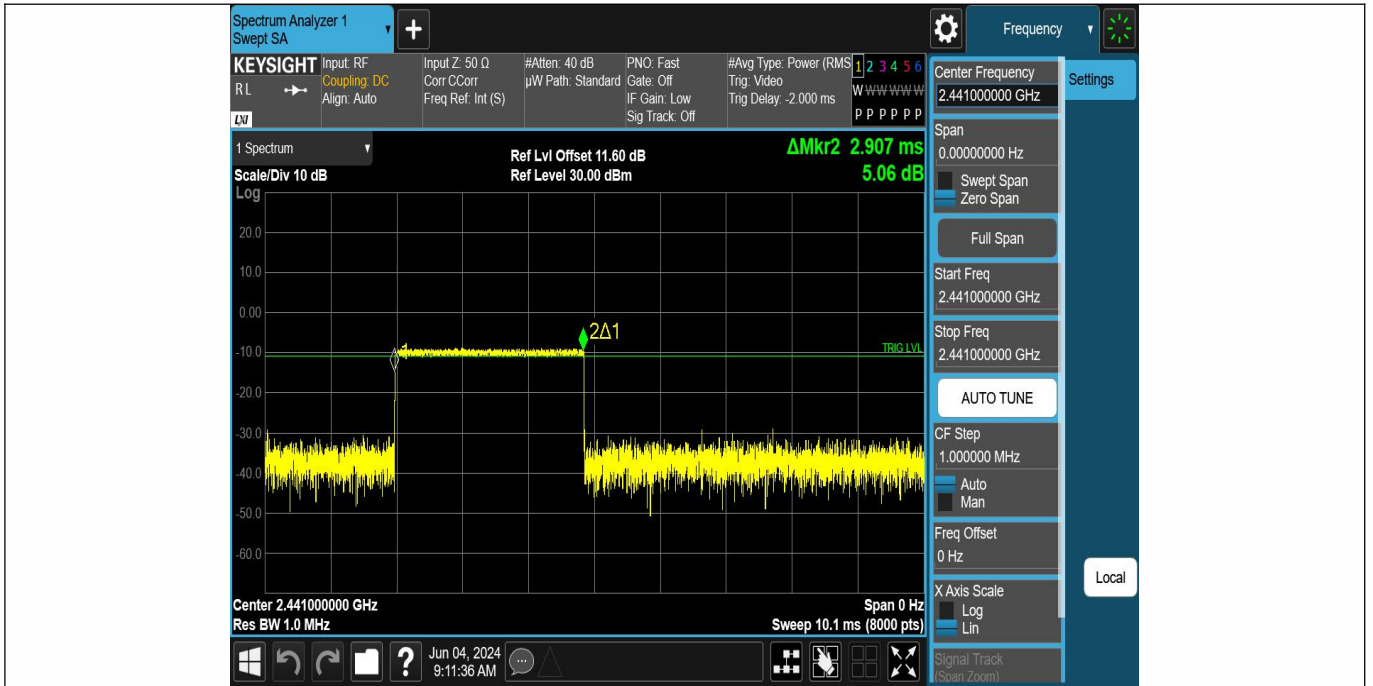 Spectrum Analyzer 1
Swept SA
+
Frequency
KEYSIGHT
RL
LXI
Input: RF
Coupling: DC
Align: Auto
Input Z: 50 Ω
Corr CCorr
Freq Ref: Int (S)
#Atten: 40 dB
µW Path: Standard
PNO: Fast
Gate: Off
IF Gain: Low
Sig Track: Off
#Avg Type: Power (RMS
Trig: Video
Trig Delay: -2.000 ms
1 2 3 4 5 6
W W W W W W
P P P P P P
1 Spectrum
Scale/Div 10 dB
Ref Lvl Offset 11.60 dB
Ref Level 30.00 dBm
ΔMkr2 2.907 ms
5.06 dB
Log
20.0
10.0
0.00
-10.0
-20.0
-30.0
-40.0
-50.0
-60.0
1
2Δ1
TRIG LVL
Center 2.441000000 GHz
Res BW 1.0 MHz
Span 0 Hz
Sweep 10.1 ms (8000 pts)
?
Jun 04, 2024
9:11:36 AM
Center Frequency
2.441000000 GHz
Settings
Span
0.00000000 Hz
Swept Span
Zero Span
Full Span
Start Freq
2.441000000 GHz
Stop Freq
2.441000000 GHz
AUTO TUNE
CF Step
1.000000 MHz
Auto
Man
Freq Offset
0 Hz
X Axis Scale
Log
Lin
Local
Signal Track
(Span Zoom)